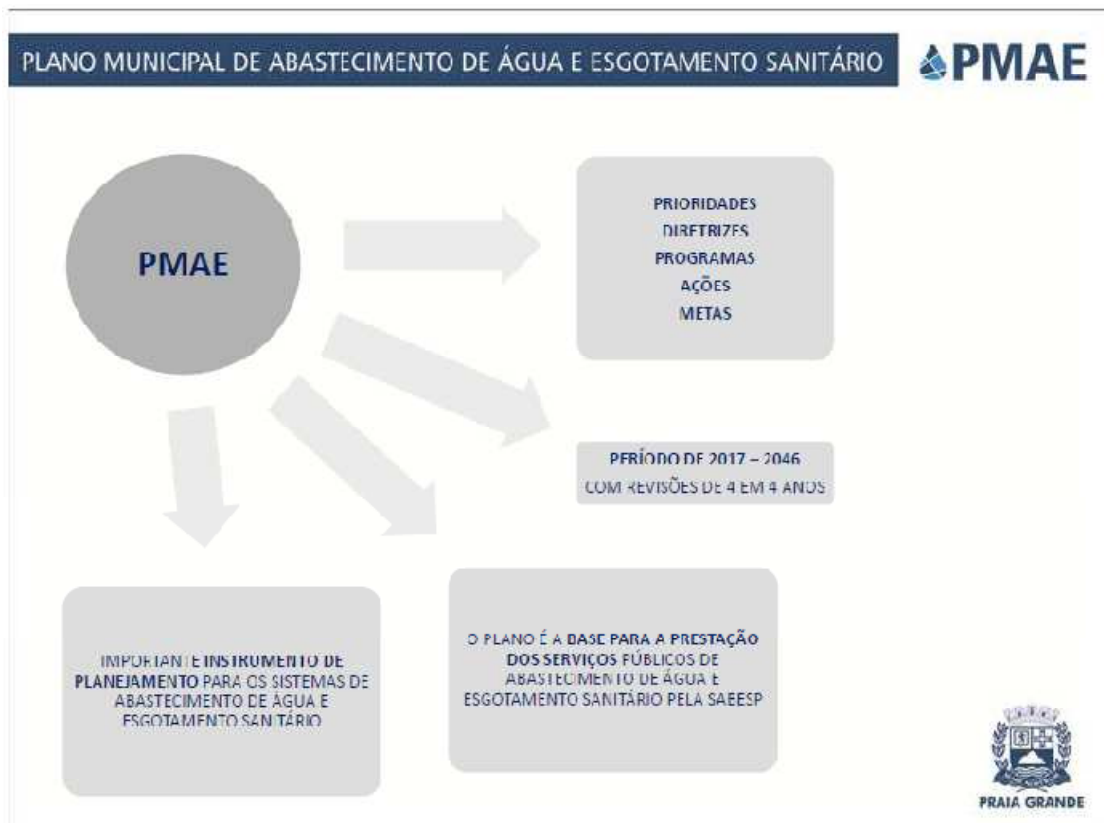 PLANO MUNICIPAL DE ABASTECIMENTO DE ÁGUA E ESGOTAMENTO SANITÁRIO
PMAE
PMAE
PRIORIDADES
DIRETRIZES
PROGRAMAS
AÇÕES
METAS
PERÍODO DE 2017 – 2046
COM REVISÕES DE 4 EM 4 ANOS
IMPORTANTE INSTRUMENTO DE
PLANEJAMENTO PARA OS SISTEMAS DE
ABASTECIMENTO DE ÁGUA E
ESGOTAMENTO SANITÁRIO
O PLANO É A BASE PARA A PRESTAÇÃO
DOS SERVIÇOS PÚBLICOS DE
ABASTECIMENTO DE ÁGUA E
ESGOTAMENTO SANITÁRIO PELA SABESP
PRAIA GRANDE